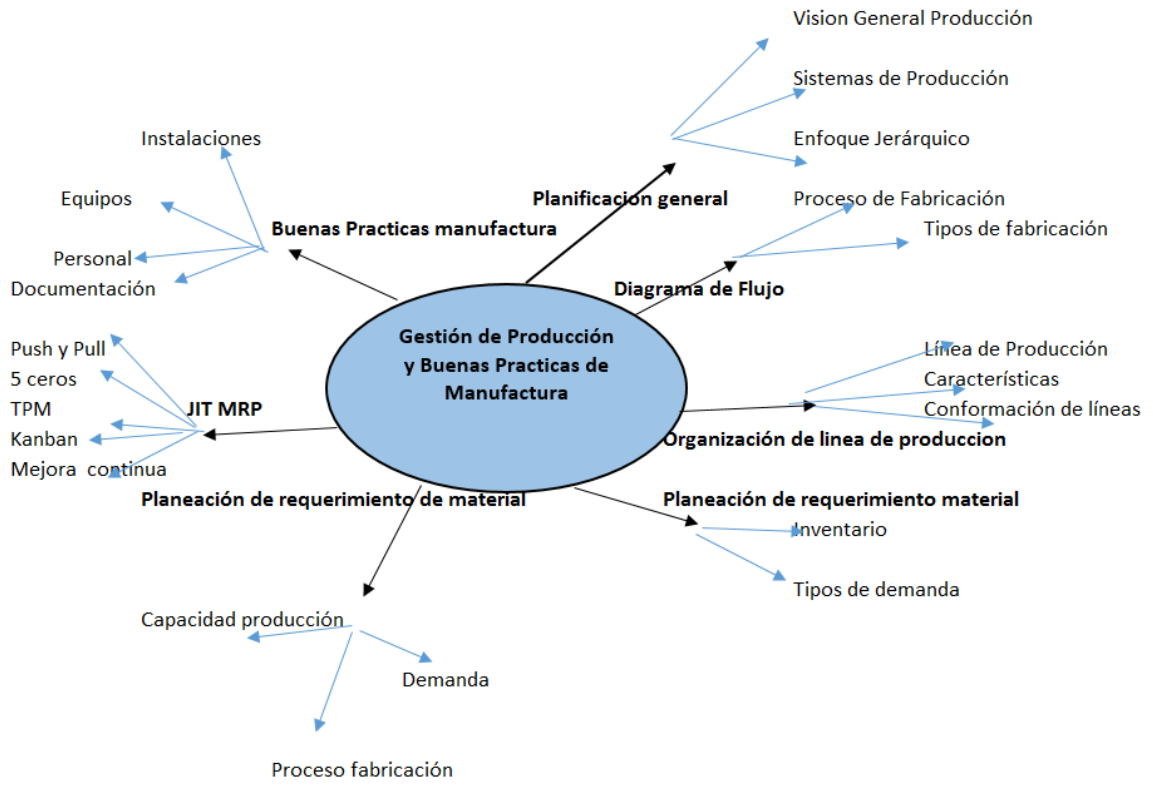 Vision General Producción
Sistemas de Producción
Instalaciones
Enfoque Jerárquico
Equipos
Planificacion general
Proceso de Fabricación
Buenas Practicas manufactura
Tipos de fabricación
Personal
Documentación
Diagrama de Flujo
Gestión de Producción
y Buenas Practicas de
Manufactura
Push y Pull
5 ceros
TPM
JIT MRP
Kanban
Mejora continua
Línea de Producción
Características
Conformación de líneas
Organización de linea de produccion
Planeación de requerimiento de material
Planeación de requerimiento material
Inventario
Tipos de demanda
Capacidad producción
Demanda
Proceso fabricación